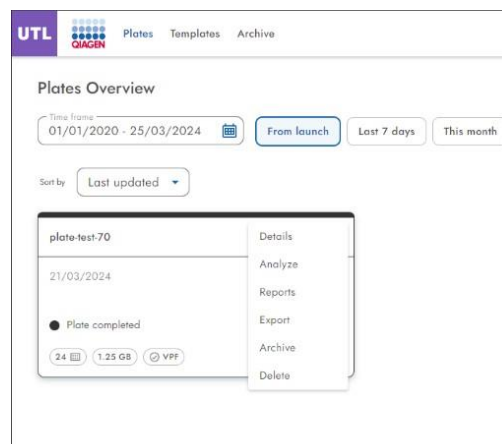 UTL QIAGEN Plates Templates Archive
Plates Overview
Time frame
01/01/2020 - 25/03/2024 From launch Last 7 days This month
Sort by Last updated
plate-test-70
21/03/2024
Plate completed
24 1.25 GB VPF
Details
Analyze
Reports
Export
Archive
Delete